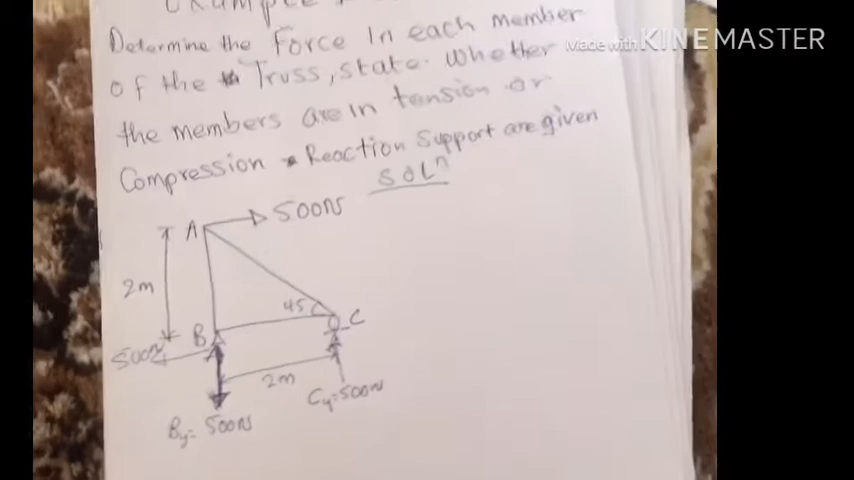 Example
Determine the Force in each member
of the Truss, state whether
the members are in tension or
Compression Reaction Support are given
SOLn
A 500N
2m
45 C
B
500N
2m
Cy=500N
By= 500N
Made with KINEMASTER